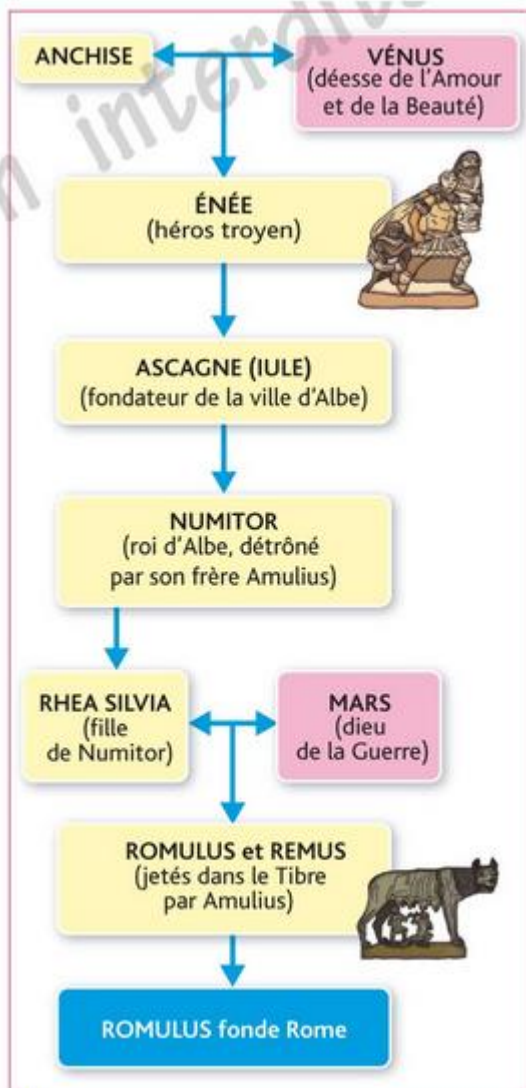 interdit
ANCHISE
VÉNUS
(déesse de l'Amour
et de la Beauté)
ÉNÉE
(héros troyen)
ASCAGNE (IULE)
(fondateur de la ville d'Albe)
NUMITOR
(roi d'Albe, détrôné
par son frère Amulius)
RHEA SILVIA
(fille
de Numitor)
MARS
(dieu
de la Guerre)
ROMULUS et REMUS
(jetés dans le Tibre
par Amulius)
ROMULUS fonde Rome